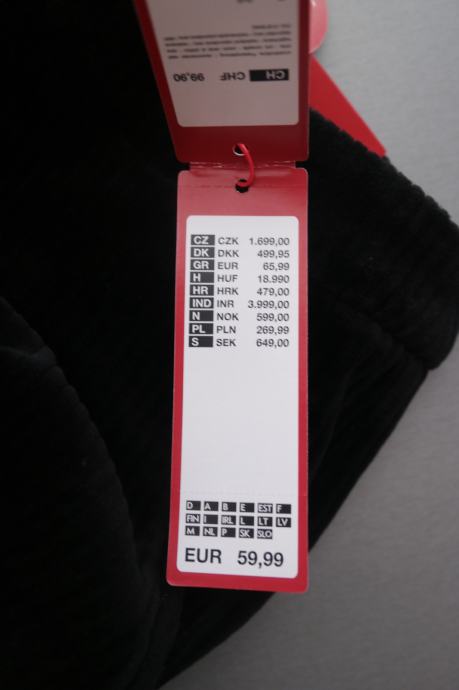 CH CHF 99,90
CZ CZK 1.699,00
DK DKK 499,95
GR EUR 65,99
H HUF 18.990
HR HRK 479,00
IND INR 3.999,00
N NOK 599,00
PL PLN 269,99
S SEK 649,00
D A B E EST F
FIN I IRL L LT LV
M NL P SK SLO
EUR 59,99